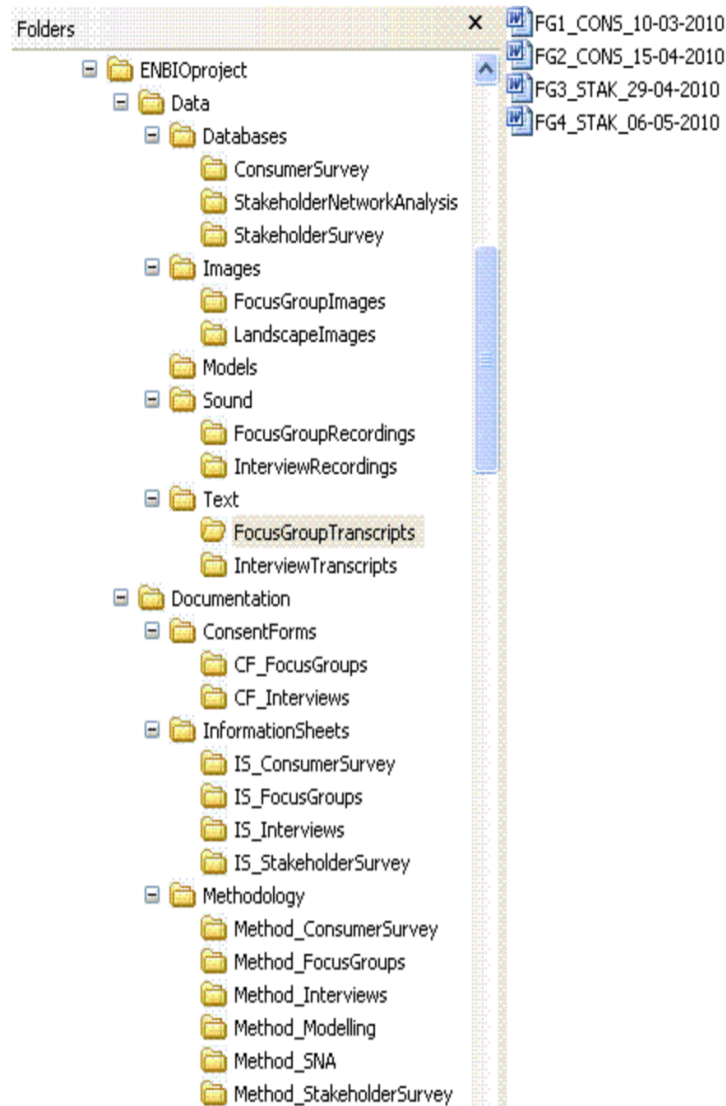 Folders
ENBIOproject
Data
Databases
ConsumerSurvey
StakeholderNetworkAnalysis
StakeholderSurvey
Images
FocusGroupImages
LandscapeImages
Models
Sound
FocusGroupRecordings
InterviewRecordings
Text
FocusGroupTranscripts
InterviewTranscripts
Documentation
ConsentForms
CF_FocusGroups
CF_Interviews
InformationSheets
IS_ConsumerSurvey
IS_FocusGroups
IS_Interviews
IS_StakeholderSurvey
Methodology
Method_ConsumerSurvey
Method_FocusGroups
Method_Interviews
Method_Modelling
Method_SNA
Method_StakeholderSurvey
FG1_CONS_10-03-2010
FG2_CONS_15-04-2010
FG3_STAK_29-04-2010
FG4_STAK_06-05-2010